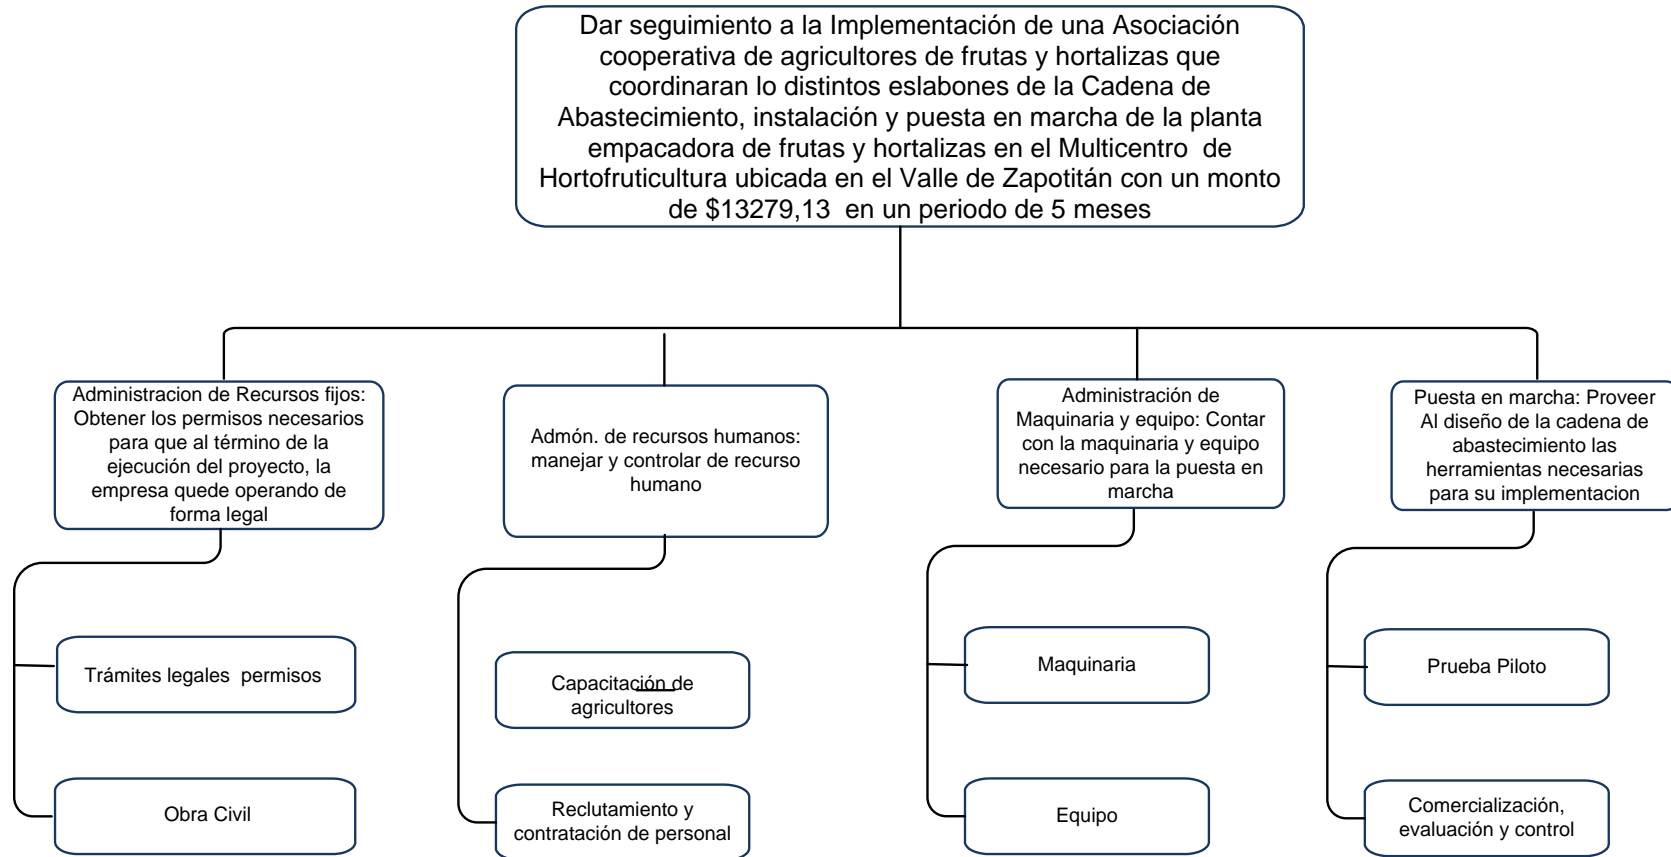 Dar seguimiento a la Implementación de una Asociación
cooperativa de agricultores de frutas y hortalizas que
coordinaran lo distintos eslabones de la Cadena de
Abastecimiento, instalación y puesta en marcha de la planta
empacadora de frutas y hortalizas en el Multicentro de
Hortofruticultura ubicada en el Valle de Zapotitán con un monto
de $13279,13 en un periodo de 5 meses
Administracion de Recursos fijos:
Obtener los permisos necesarios
para que al término de la
ejecución del proyecto, la
empresa quede operando de
forma legal
Admón. de recursos humanos:
manejar y controlar de recurso
humano
Administración de
Maquinaria y equipo: Contar
con la maquinaria y equipo
necesario para la puesta en
marcha
Puesta en marcha: Proveer
Al diseño de la cadena de
abastecimiento las
herramientas necesarias
para su implementacion
Trámites legales permisos
Capacitación de
agricultores
Maquinaria
Prueba Piloto
Obra Civil
Reclutamiento y
contratación de personal
Equipo
Comercialización,
evaluación y control